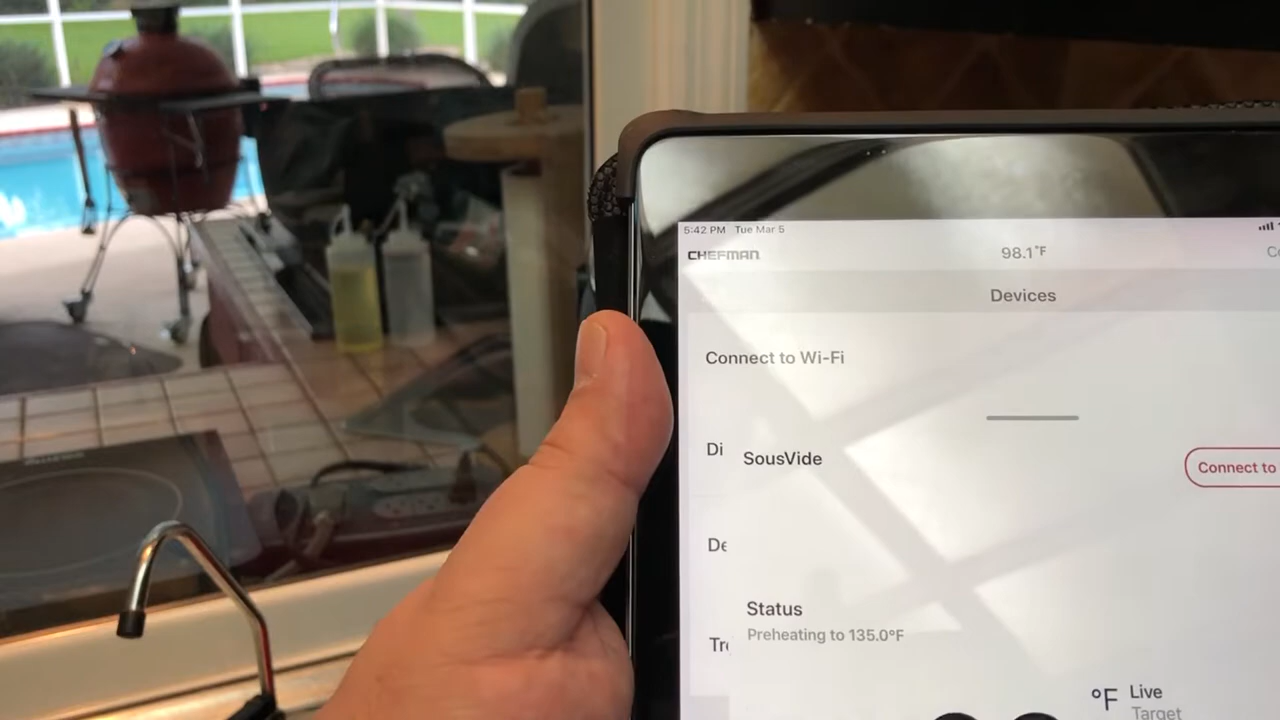 5:42 PM Tue Mar 5
CHEFMAN 98.1°F
Devices
Connect to Wi-Fi
Di
SousVide
Connect to
De
Status
Preheating to 135.0°F
Tre
°F Live
Target